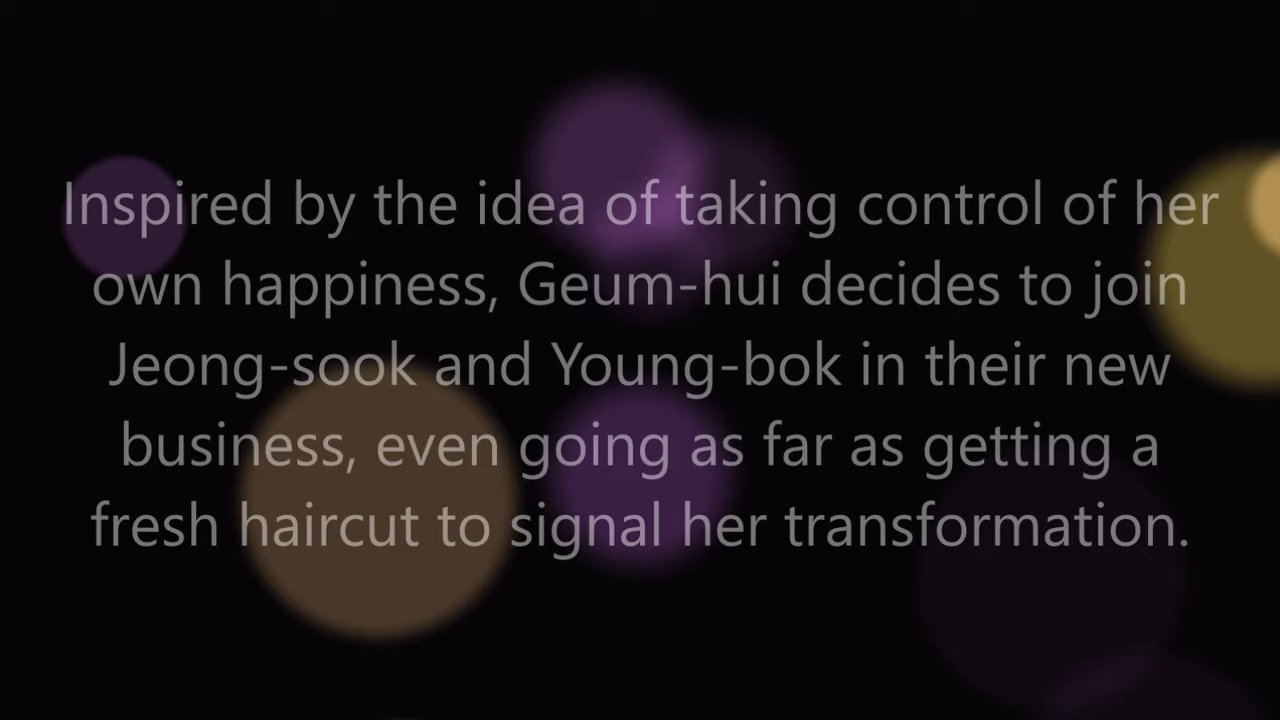 Inspired by the idea of taking control of her
own happiness, Geum-hui decides to join
Jeong-sook and Young-bok in their new
business, even going as far as getting a
fresh haircut to signal her transformation.